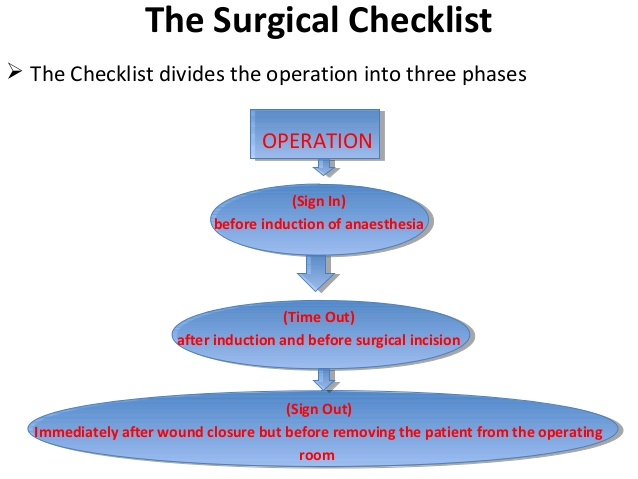 The Surgical Checklist
➢ The Checklist divides the operation into three phases
OPERATION
(Sign In)
before induction of anaesthesia
(Time Out)
after induction and before surgical incision
(Sign Out)
Immediately after wound closure but before removing the patient from the operating
room